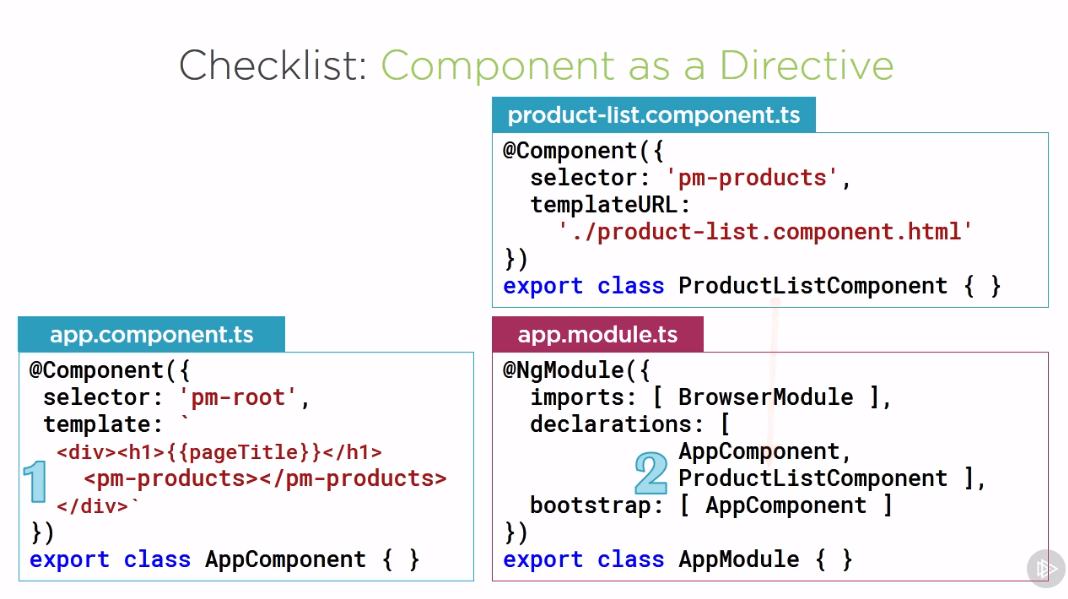 Checklist: Component as a Directive
product-list.component.ts
@Component({
selector: 'pm-products',
templateURL:
'./product-list.component.html'
})
export class ProductListComponent { }
app.component.ts
@Component({
selector: 'pm-root',
template: `
<div><h1>{{pageTitle}}</h1>
1
<pm-products></pm-products>
</div>`
})
export class AppComponent { }
app.module.ts
@NgModule({
imports: [ BrowserModule ],
declarations: [
AppComponent,
2
ProductListComponent ],
bootstrap: [ AppComponent ]
})
export class AppModule { }